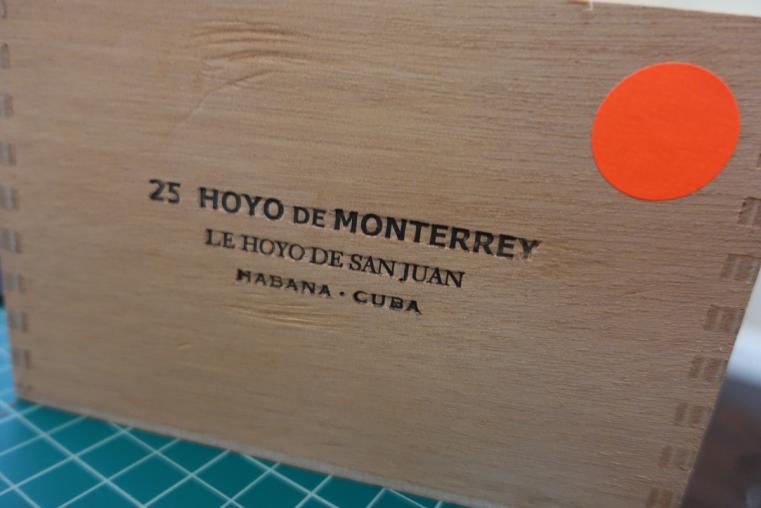 25 HOYO DE MONTERREY
LE HOYO DE SAN JUAN
HABANA · CUBA